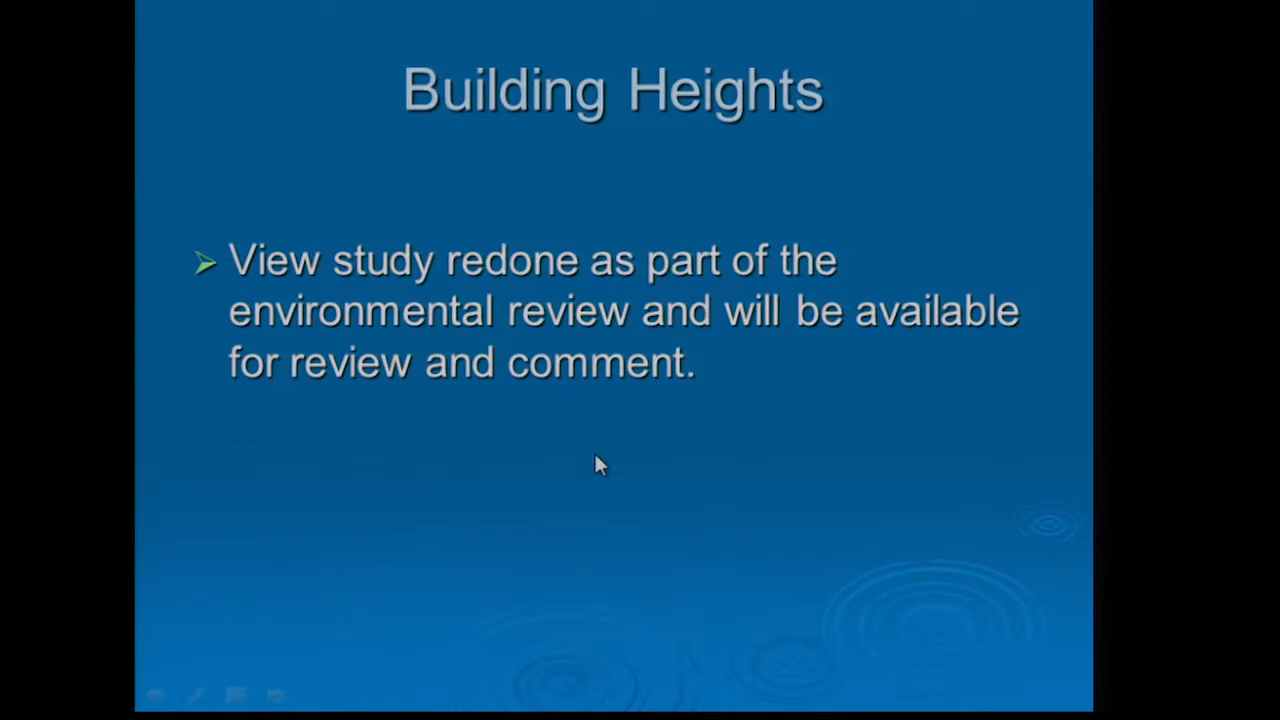 Building Heights
View study redone as part of the
environmental review and will be available
for review and comment.